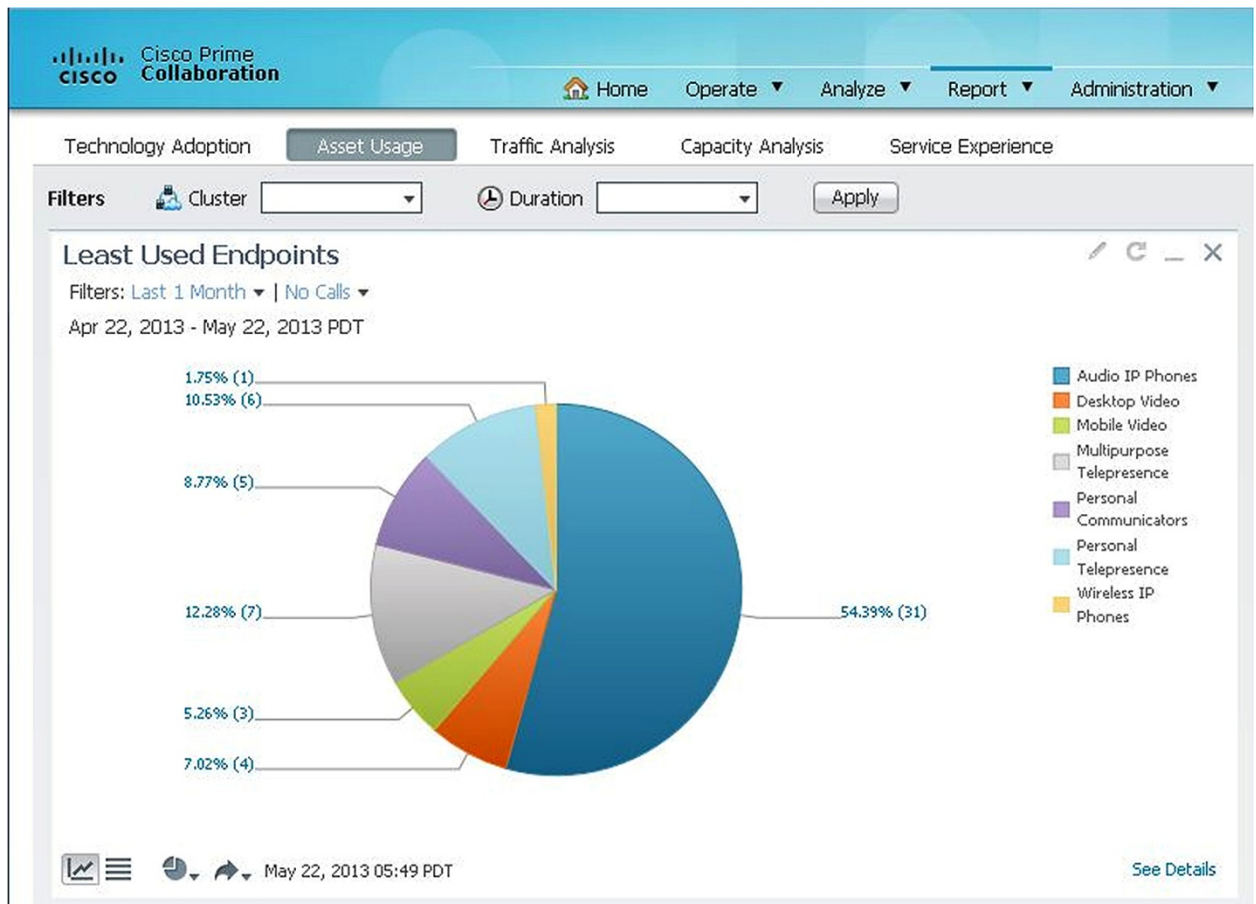 Cisco Prime
CISCO Collaboration
Home Operate Analyze Report Administration
Technology Adoption Asset Usage Traffic Analysis Capacity Analysis Service Experience
Filters Cluster Duration Apply
Least Used Endpoints
Filters: Last 1 Month | No Calls
Apr 22, 2013 - May 22, 2013 PDT
1.75% (1)
10.53% (6)
8.77% (5)
12.28% (7)
5.26% (3)
7.02% (4)
54.39% (31)
Audio IP Phones
Desktop Video
Mobile Video
Multipurpose
Telepresence
Personal
Communicators
Personal
Telepresence
Wireless IP
Phones
May 22, 2013 05:49 PDT
See Details